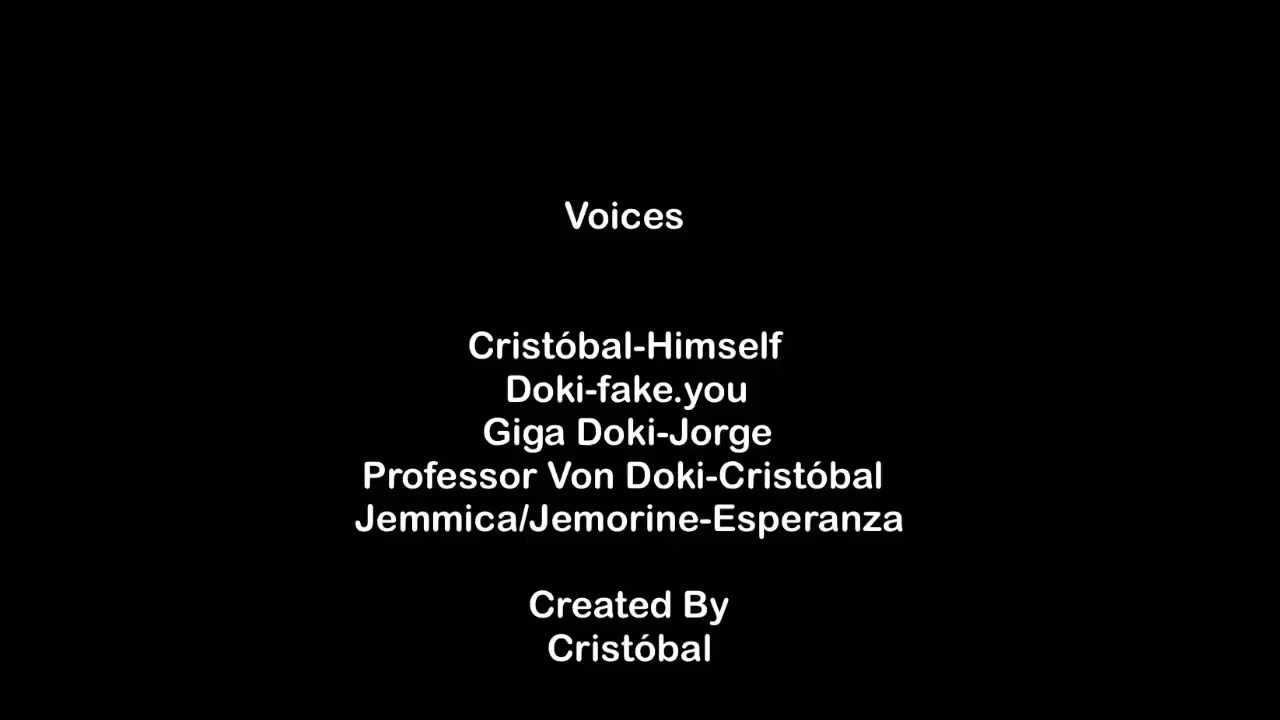 Voices
Cristóbal-Himself
Doki-fake.you
Giga Doki-Jorge
Professor Von Doki-Cristóbal
Jemmica/Jemorine-Esperanza
Created By
Cristóbal